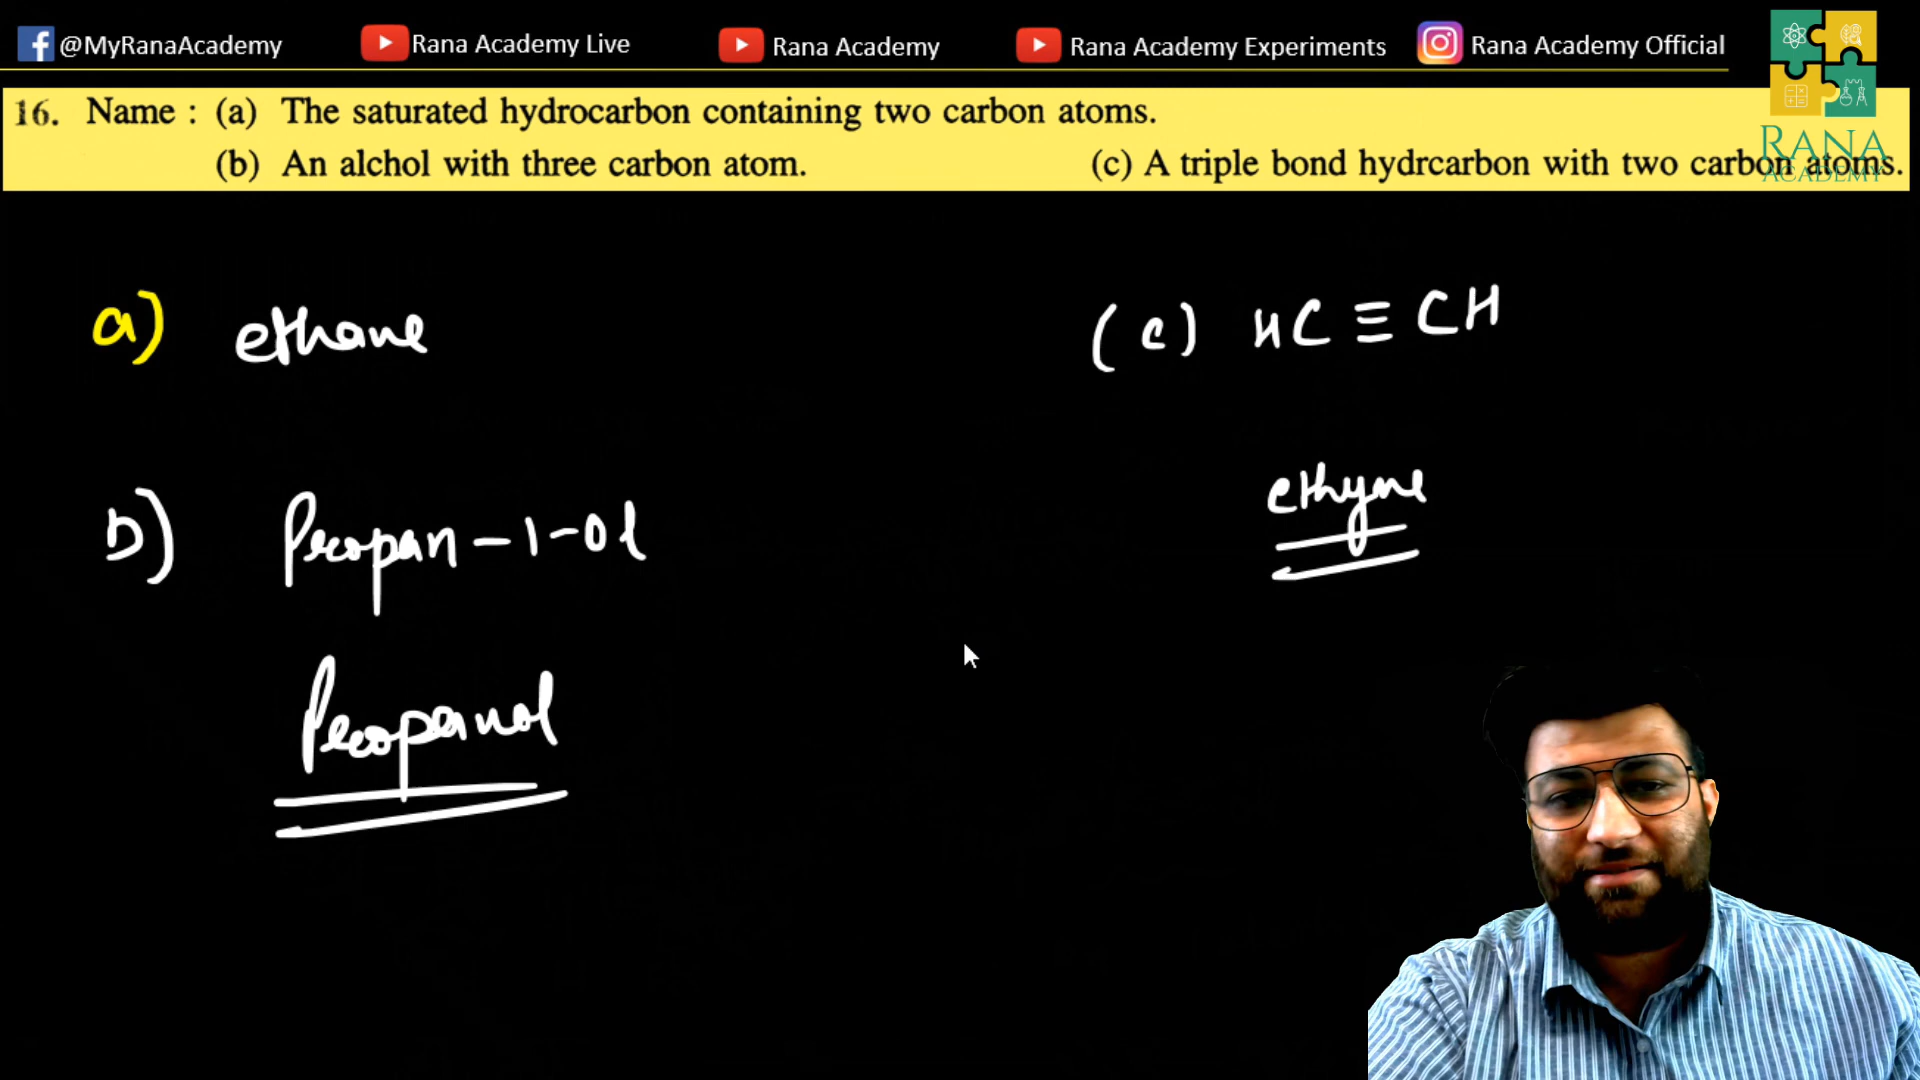 @MyRanaAcademy Rana Academy Live Rana Academy Rana Academy Experiments Rana Academy Official
16. Name : (a) The saturated hydrocarbon containing two carbon atoms.
(b) An alchol with three carbon atom. (c) A triple bond hydrcarbon with two carbon atoms.
RANA
ACADEMY
a) ethane
(c) HC ≡ CH
b) Propan-1-ol
ethyne
Propanol